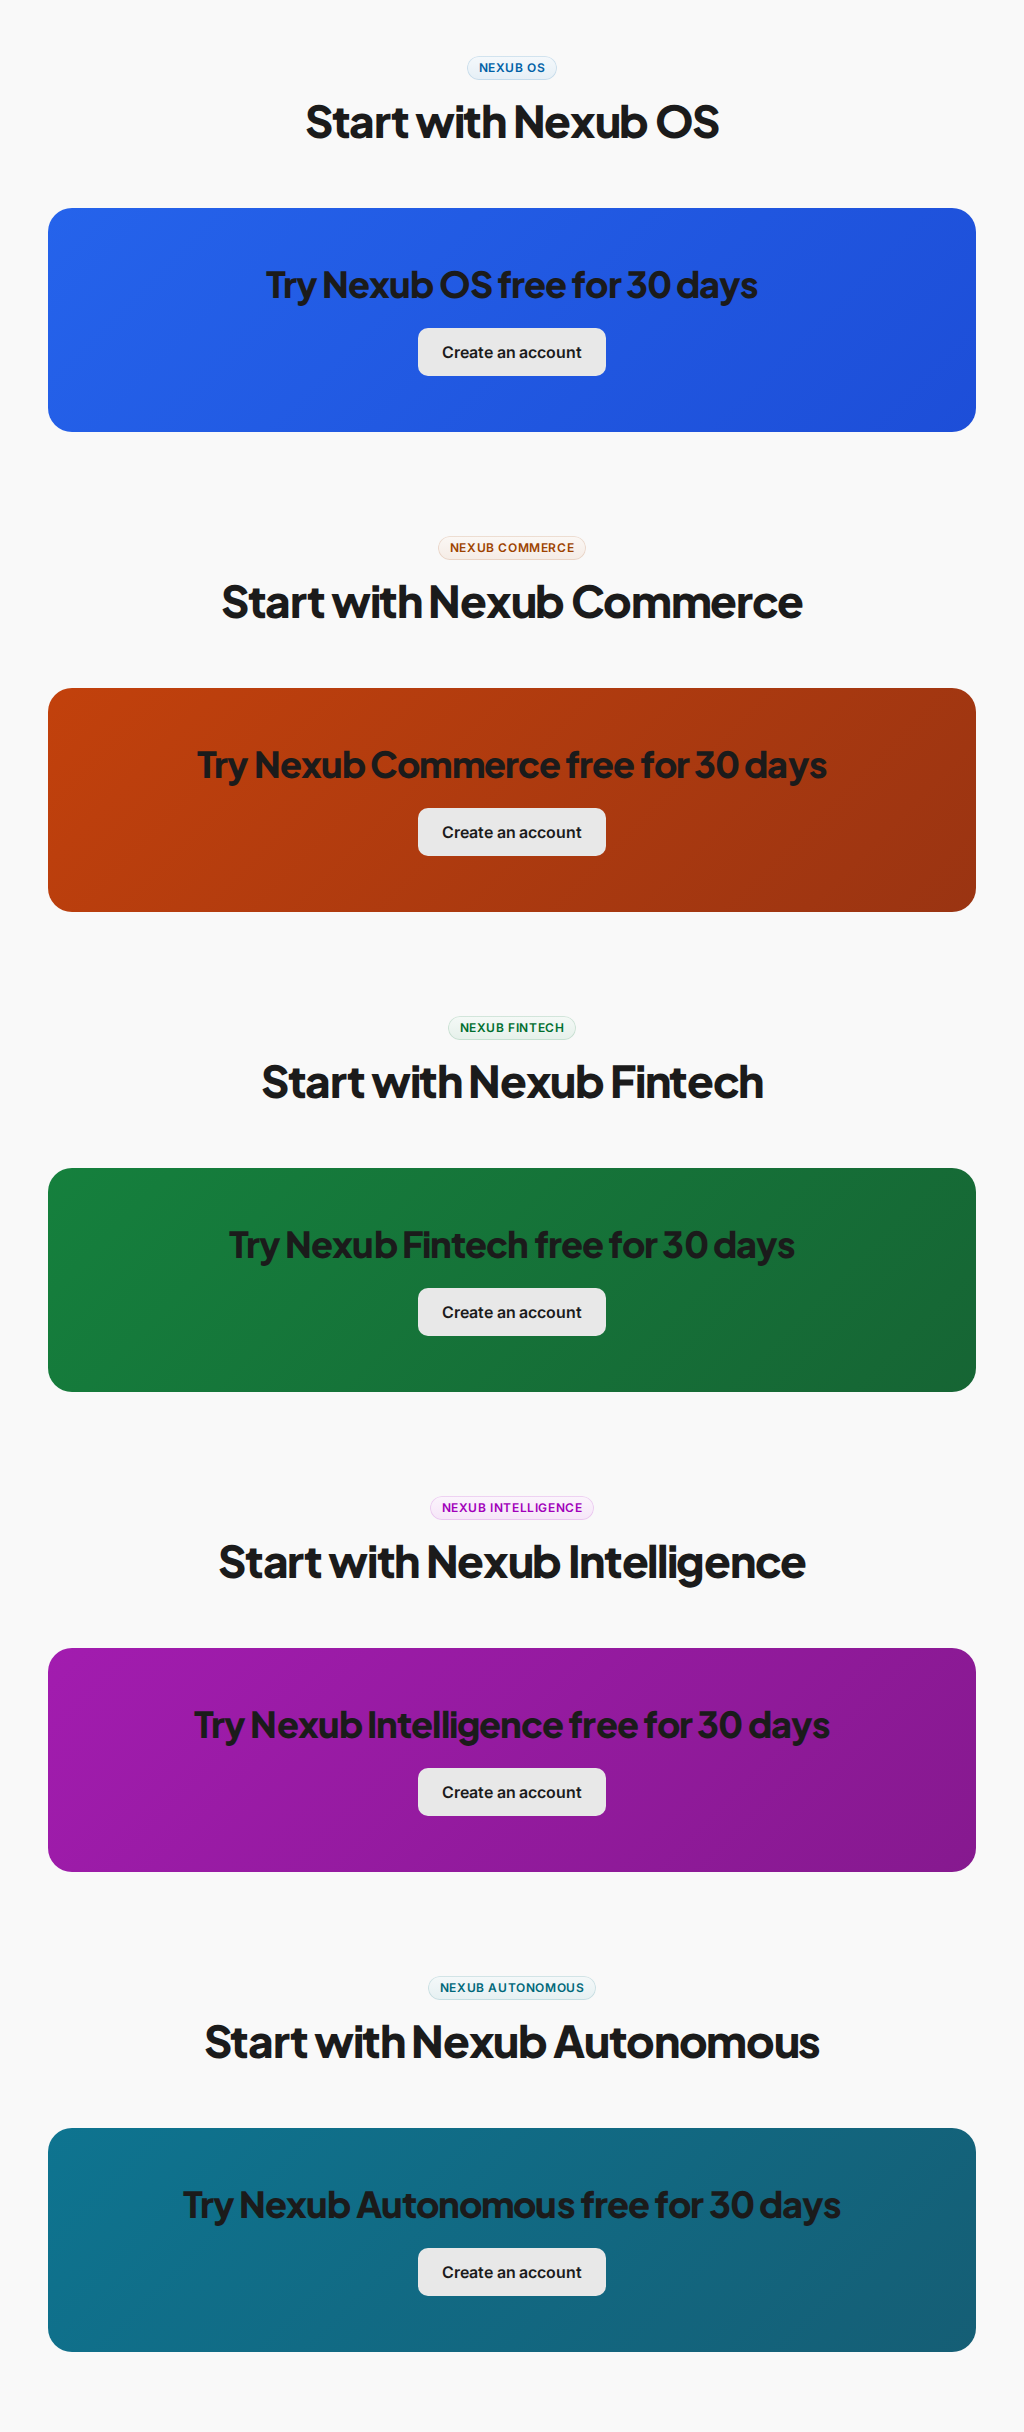 NEXUB OS
Start with Nexub OS
Try Nexub OS free for 30 days
Create an account
NEXUB COMMERCE
Start with Nexub Commerce
Try Nexub Commerce free for 30 days
Create an account
NEXUB FINTECH
Start with Nexub Fintech
Try Nexub Fintech free for 30 days
Create an account
NEXUB INTELLIGENCE
Start with Nexub Intelligence
Try Nexub Intelligence free for 30 days
Create an account
NEXUB AUTONOMOUS
Start with Nexub Autonomous
Try Nexub Autonomous free for 30 days
Create an account